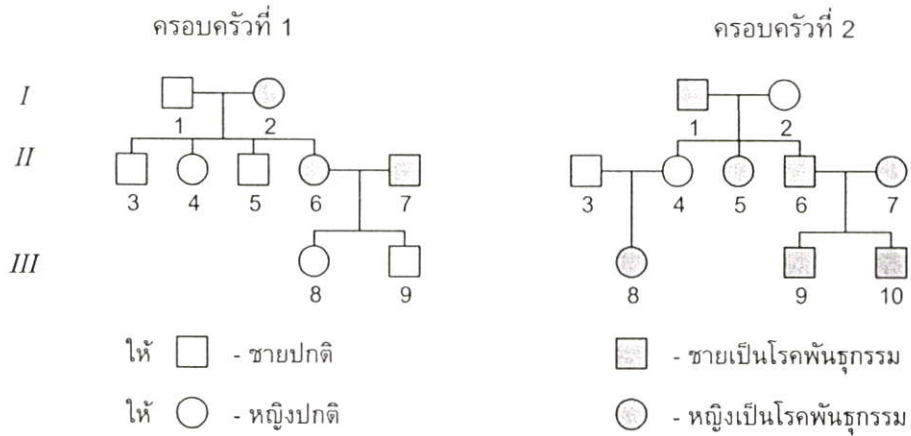 ครอบครัวที่ 1 ครอบครัวที่ 2
I
1 2 1 2
II
3 4 5 6 7 3 4 5 6 7
III
8 9 8 9 10
ให้ - ชายปกติ - ชายเป็นโรคพันธุกรรม
ให้ - หญิงปกติ - หญิงเป็นโรคพันธุกรรม